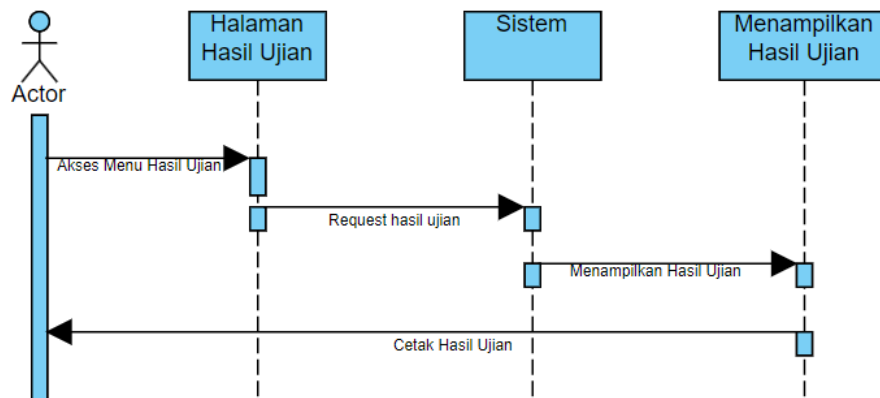 Halaman
Hasil Ujian
Sistem
Menampilkan
Hasil Ujian
Actor
Akses Menu Hasil Ujian
Request hasil ujian
Menampilkan Hasil Ujian
Cetak Hasil Ujian